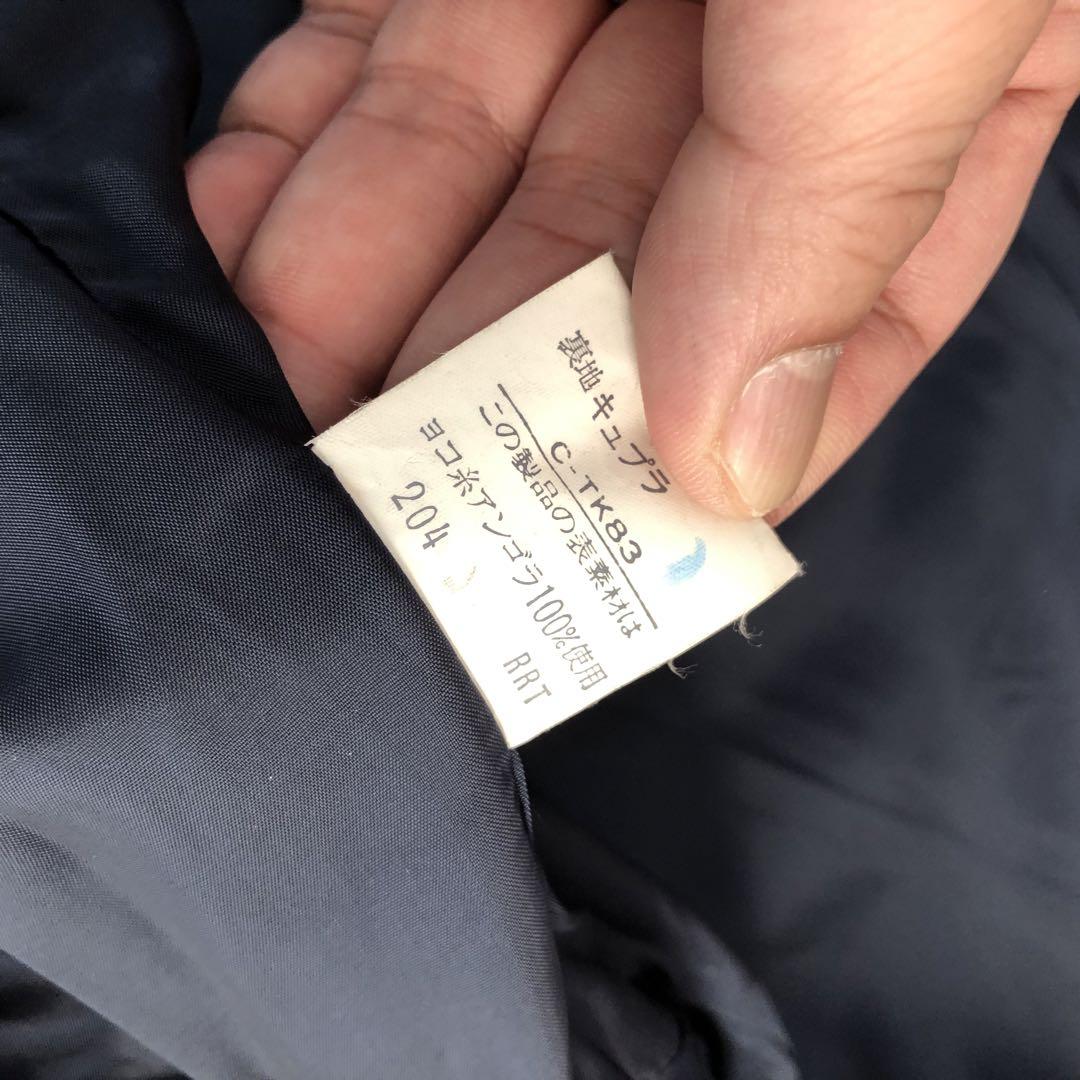 裏地 キュプラ
C-TK83
この製品の表素材は
ヨコ糸アンゴラ100%使用
204
RRT